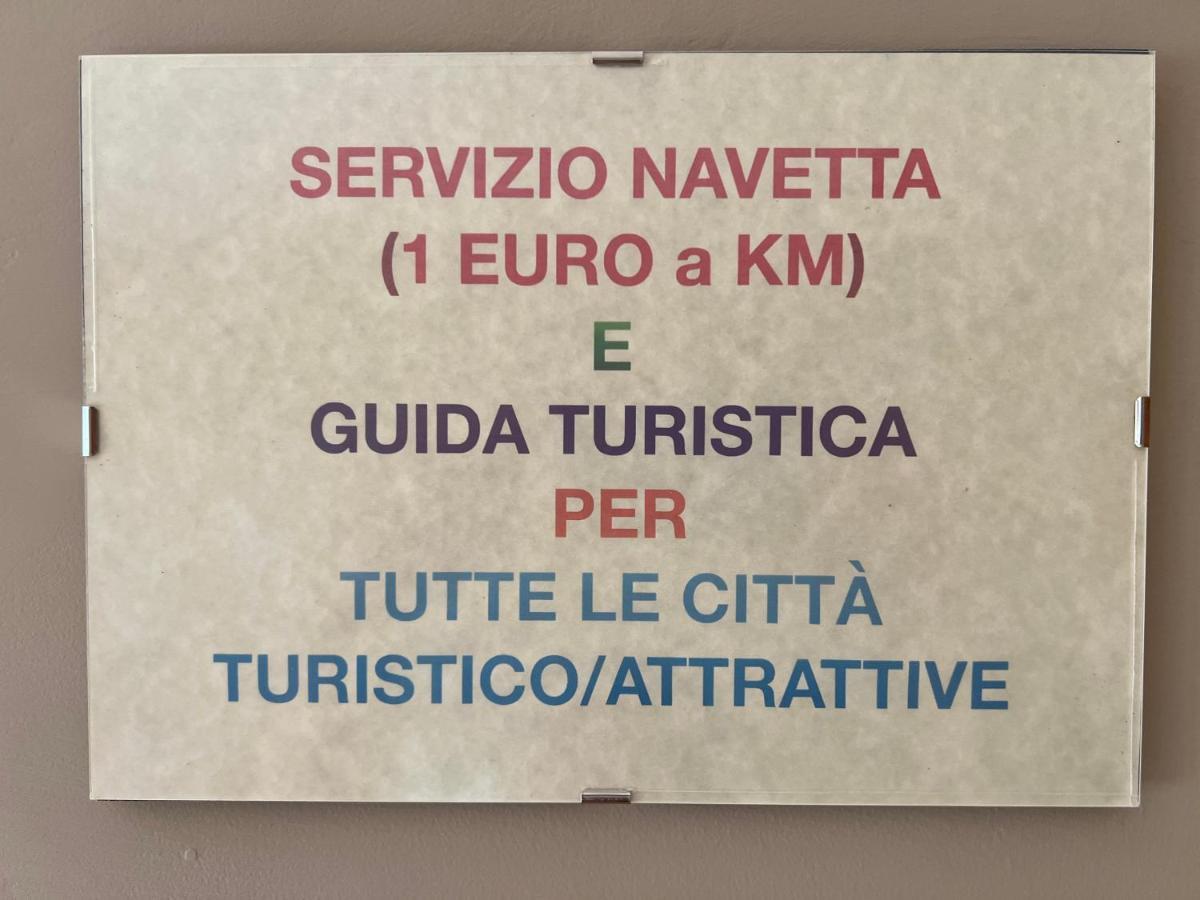 SERVIZIO NAVETTA
(1 EURO a KM)
E
GUIDA TURISTICA
PER
TUTTE LE CITTÀ
TURISTICO/ATTRATTIVE